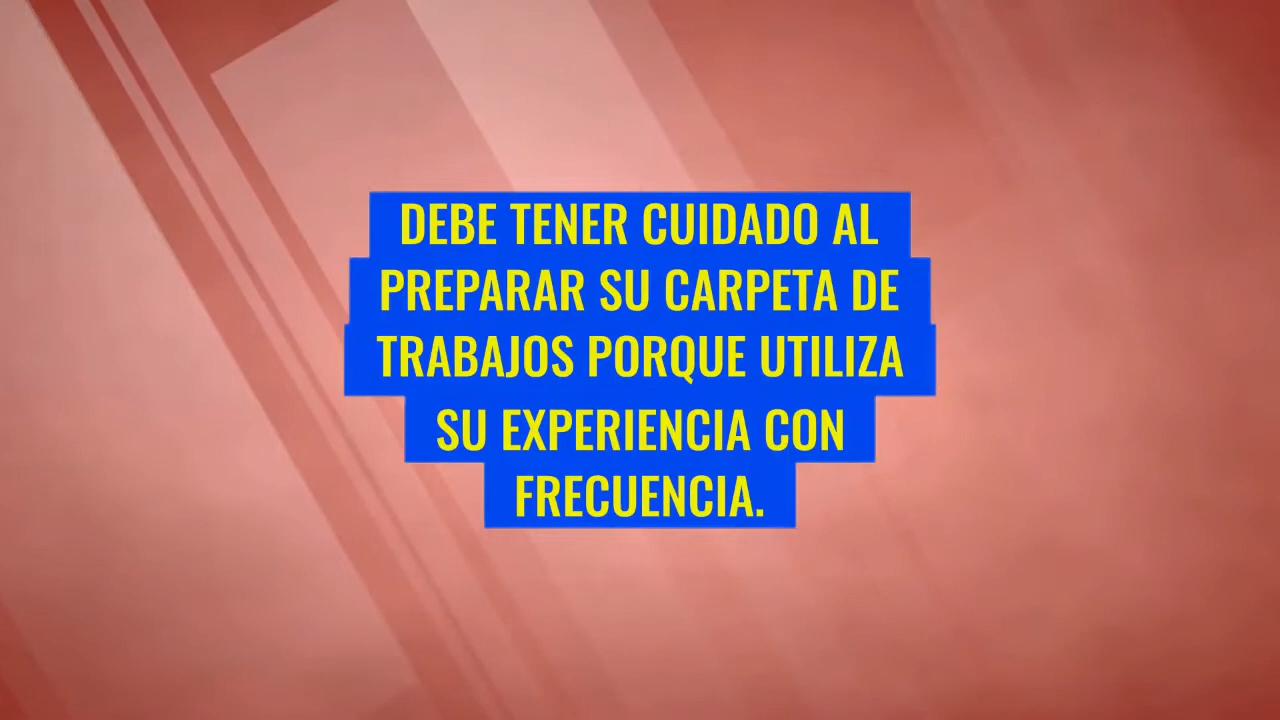 DEBE TENER CUIDADO AL
PREPARAR SU CARPETA DE
TRABAJOS PORQUE UTILIZA
SU EXPERIENCIA CON
FRECUENCIA.